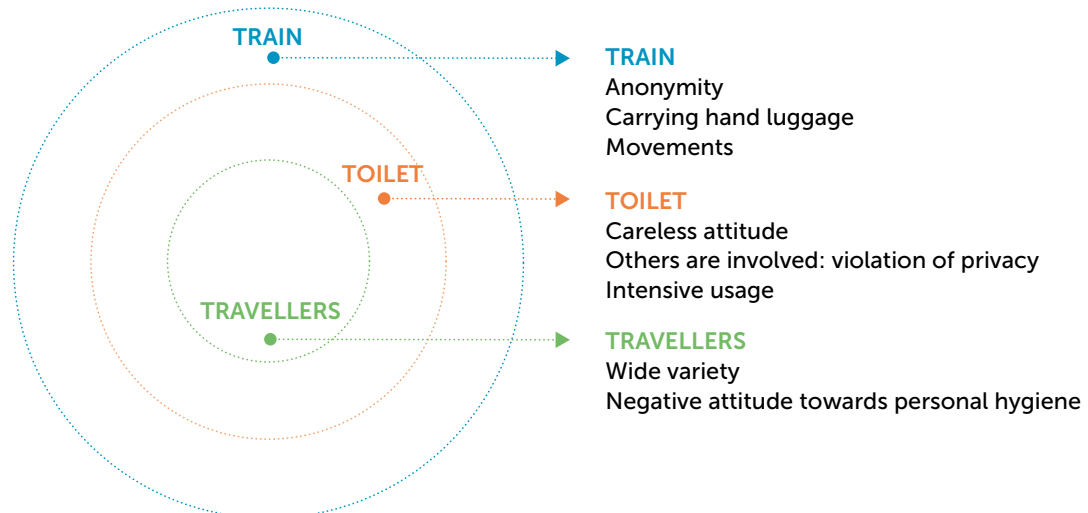 TRAIN
TOILET
TRAVELLERS
TRAIN
Anonymity
Carrying hand luggage
Movements
TOILET
Careless attitude
Others are involved: violation of privacy
Intensive usage
TRAVELLERS
Wide variety
Negative attitude towards personal hygiene